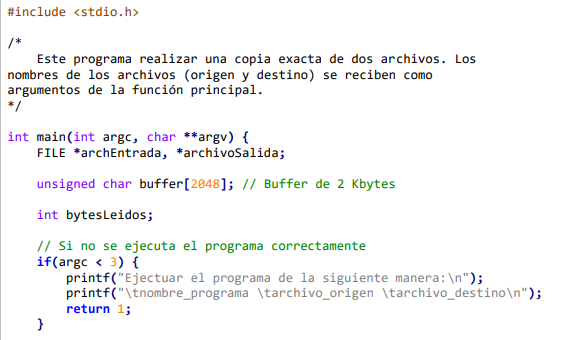 #include <stdio.h>
/*
Este programa realizar una copia exacta de dos archivos. Los
nombres de los archivos (origen y destino) se reciben como
argumentos de la función principal.
*/
int main(int argc, char **argv) {
FILE *archEntrada, *archivoSalida;
unsigned char buffer[2048]; // Buffer de 2 Kbytes
int bytesLeidos;
// Si no se ejecuta el programa correctamente
if(argc < 3) {
printf("Ejectuar el programa de la siguiente manera:\n");
printf("\tnombre_programa \tarchivo_origen \tarchivo_destino\n");
return 1;
}